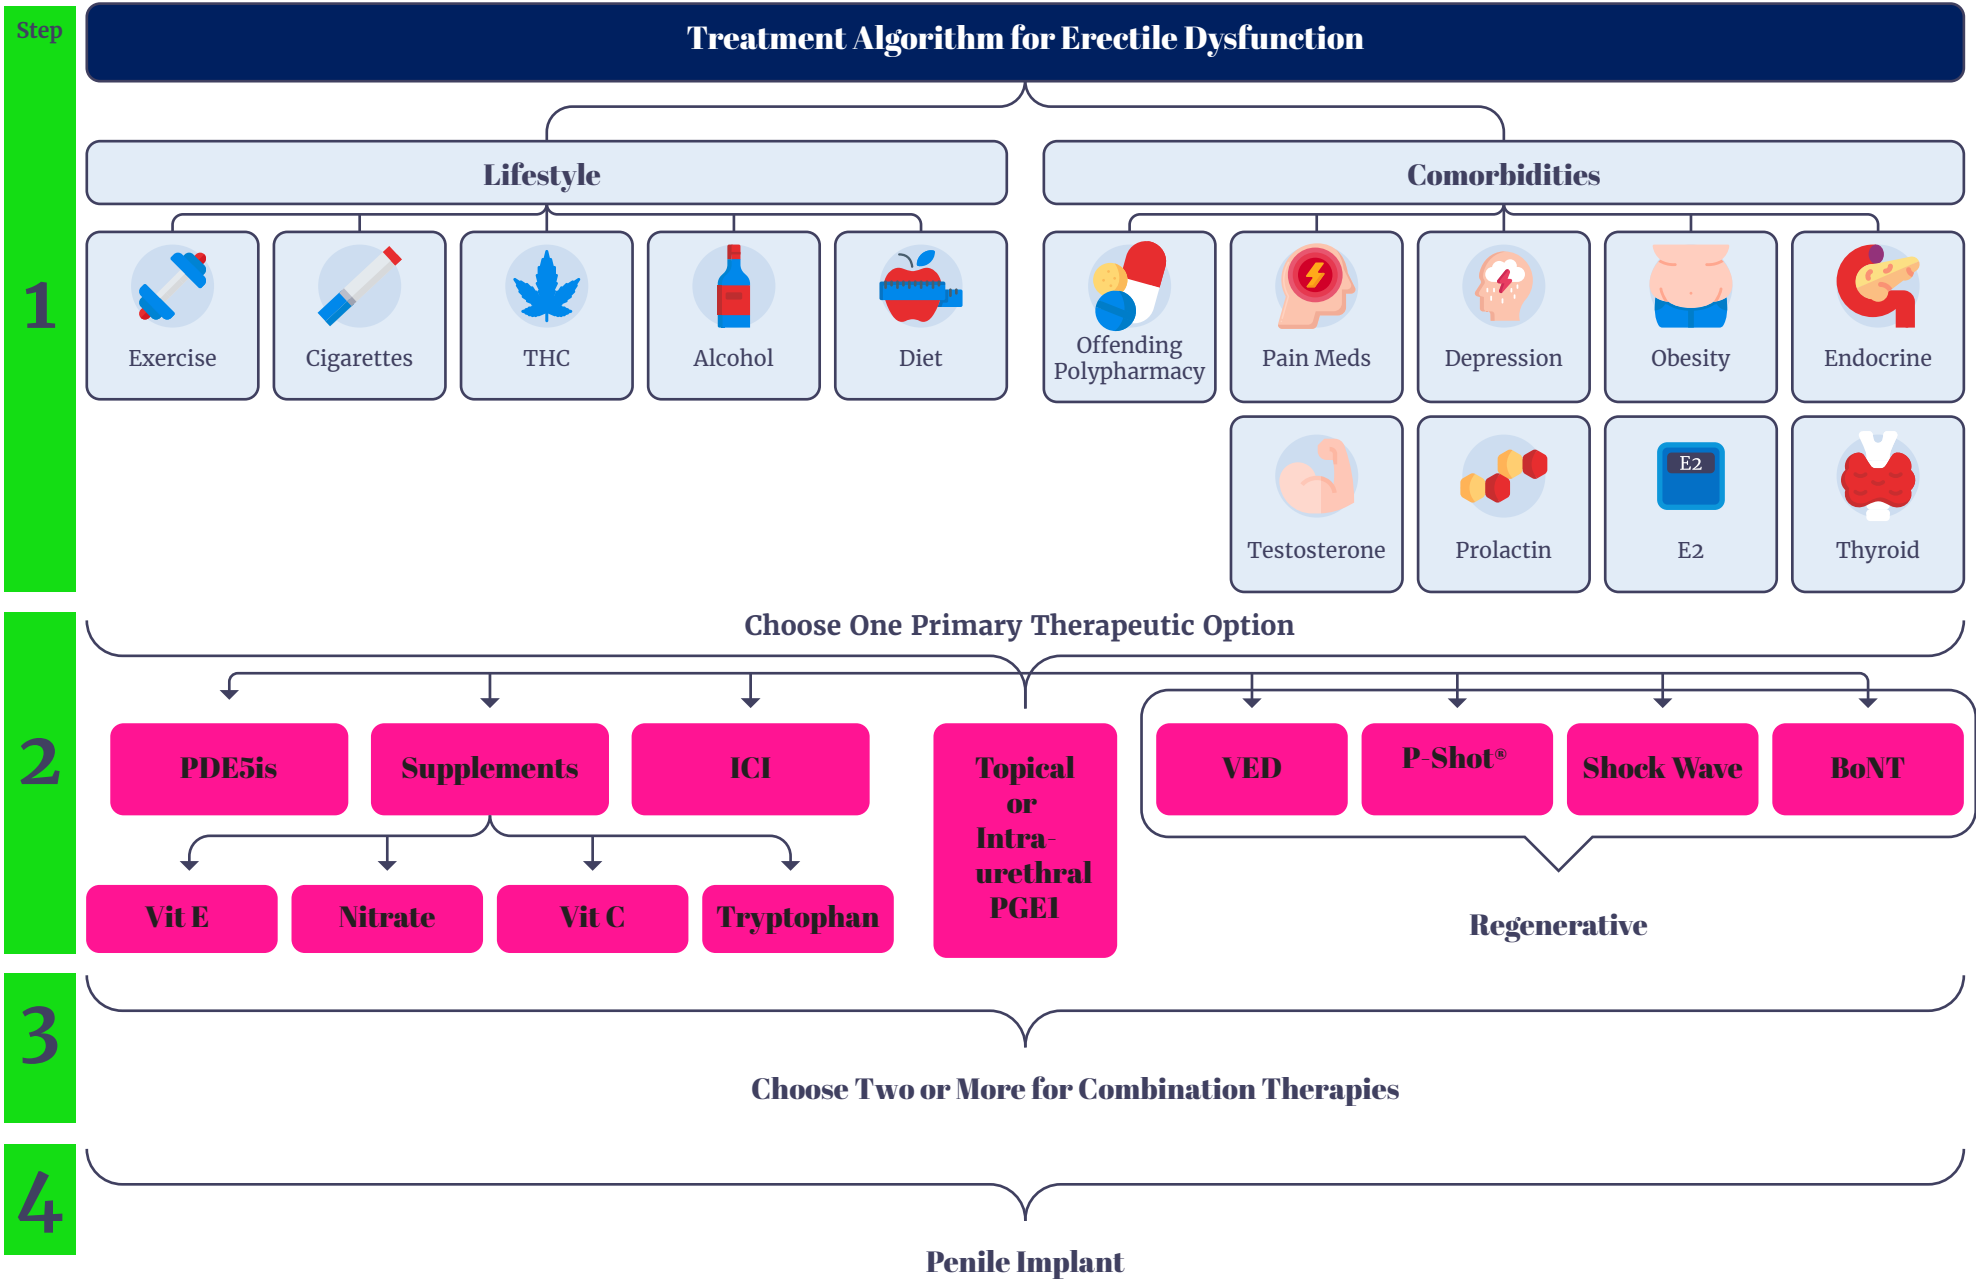 Step
Treatment Algorithm for Erectile Dysfunction
1
Lifestyle
Comorbidities
Exercise
Cigarettes
THC
Alcohol
Diet
Offending
Polypharmacy
Pain Meds
Depression
Obesity
Endocrine
E2
Testosterone
Prolactin
E2
Thyroid
2
Choose One Primary Therapeutic Option
PDE5is
Supplements
ICI
Topical
or
Intra-
urethral
PGE1
VED
P-Shot®
Shock Wave
BoNT
Vit E
Nitrate
Vit C
Tryptophan
Regenerative
3
Choose Two or More for Combination Therapies
4
Penile Implant